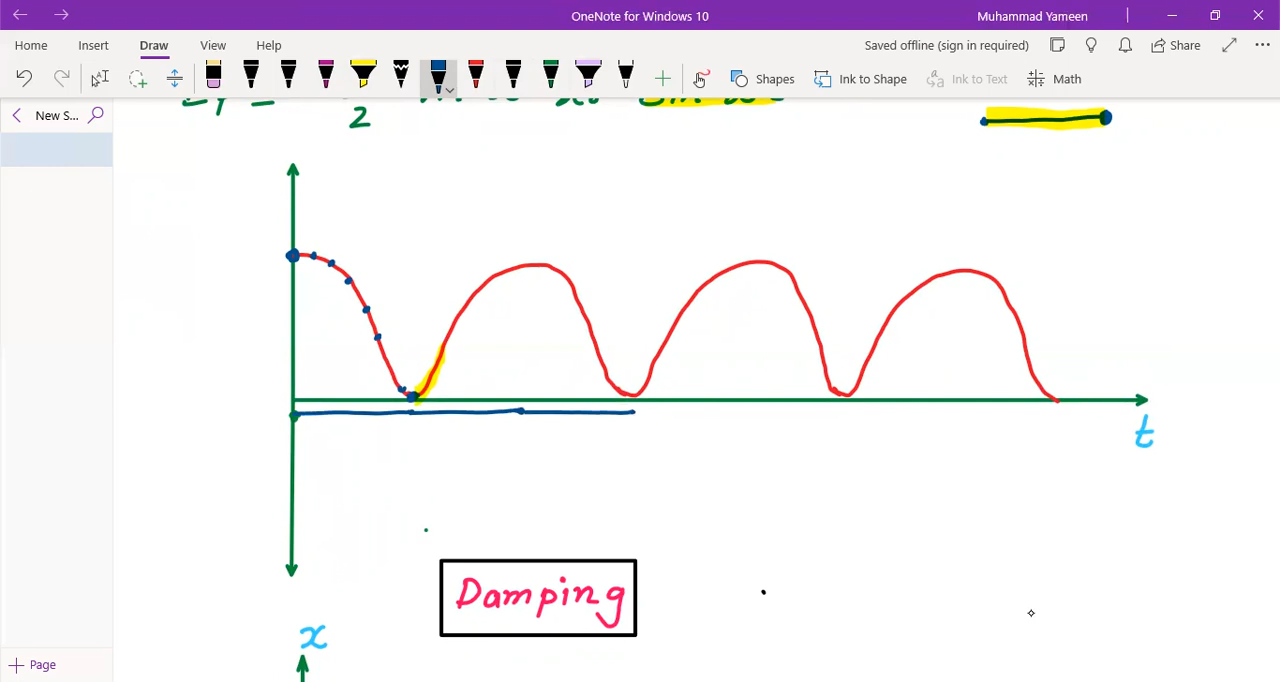 OneNote for Windows 10
Muhammad Yameen
Home Insert Draw View Help
Saved offline (sign in required)
Share
Shapes
Ink to Shape
Ink to Text
Math
New S...
2
t
Damping
x
Page